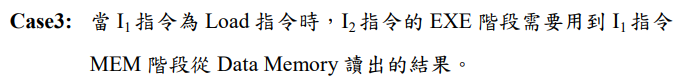 Case3: 當 I₁ 指令為 Load 指令時，I₂ 指令的 EXE 階段需要用到 I₁ 指令
MEM 階段從 Data Memory 讀出的結果。